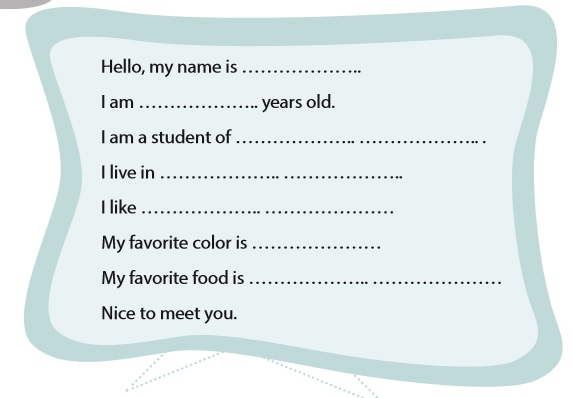 Hello, my name is ………………..
I am ……………….. years old.
I am a student of ……………….. ……………….. .
I live in ……………….. ………………..
I like ……………….. …………………
My favorite color is …………………
My favorite food is ……………….. …………………
Nice to meet you.